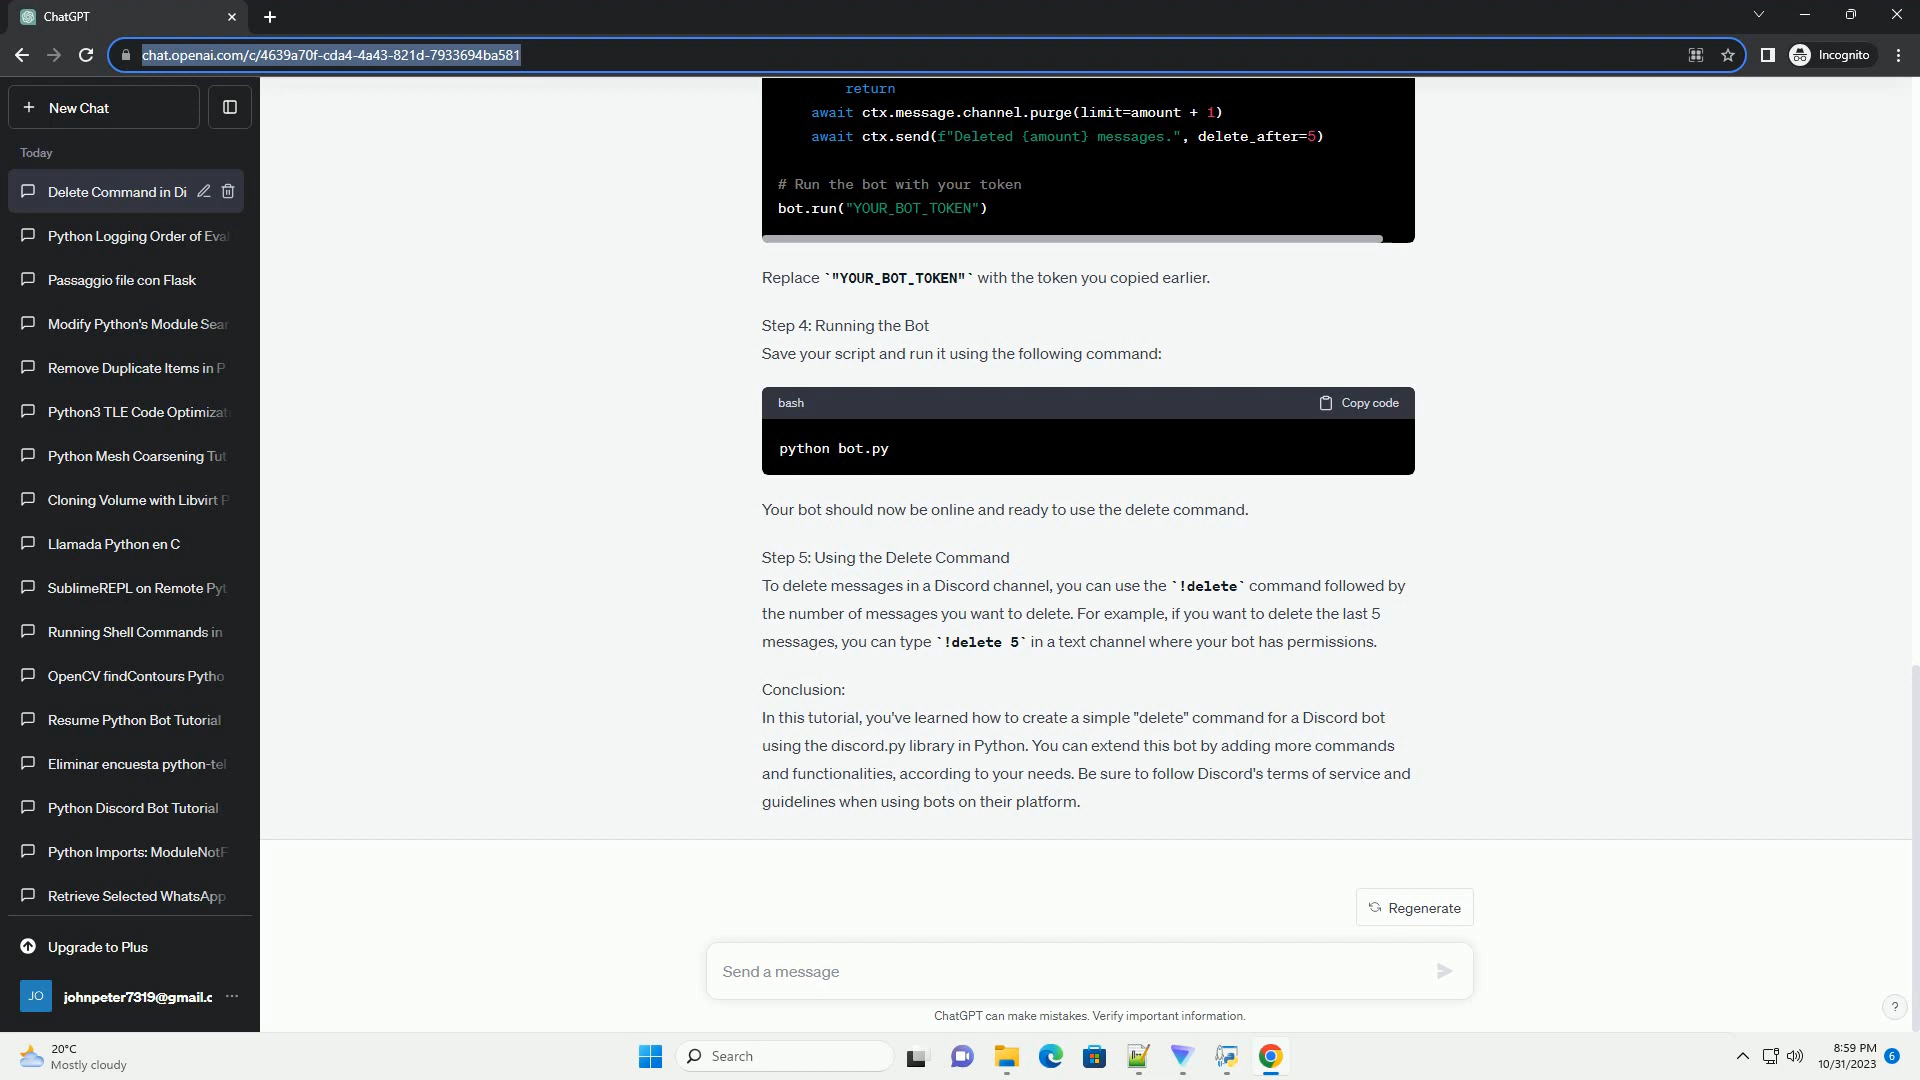 ChatGPT
chat.openai.com/c/4639a70f-cda4-4a43-821d-7933694ba581
Incognito
New Chat
Today
Delete Command in Di
Python Logging Order of Eval
Passaggio file con Flask
Modify Python's Module Sear
Remove Duplicate Items in P
Python3 TLE Code Optimizat
Python Mesh Coarsening Tut
Cloning Volume with Libvirt P
Llamada Python en C
SublimeREPL on Remote Pyt
Running Shell Commands in
OpenCV findContours Pytho
Resume Python Bot Tutorial
Eliminar encuesta python-tel
Python Discord Bot Tutorial
Python Imports: ModuleNotF
Retrieve Selected WhatsApp
Upgrade to Plus
JO johnpeter7319@gmail.c
return
await ctx.message.channel.purge(limit=amount + 1)
await ctx.send(f"Deleted {amount} messages.", delete_after=5)
# Run the bot with your token
bot.run("YOUR_BOT_TOKEN")
Replace `"YOUR_BOT_TOKEN"` with the token you copied earlier.
Step 4: Running the Bot
Save your script and run it using the following command:
bash Copy code
python bot.py
Your bot should now be online and ready to use the delete command.
Step 5: Using the Delete Command
To delete messages in a Discord channel, you can use the `!delete` command followed by
the number of messages you want to delete. For example, if you want to delete the last 5
messages, you can type `!delete 5` in a text channel where your bot has permissions.
Conclusion:
In this tutorial, you've learned how to create a simple "delete" command for a Discord bot
using the discord.py library in Python. You can extend this bot by adding more commands
and functionalities, according to your needs. Be sure to follow Discord's terms of service and
guidelines when using bots on their platform.
Regenerate
Send a message
ChatGPT can make mistakes. Verify important information.
?
20°C
Mostly cloudy
Search
8:59 PM
10/31/2023
6